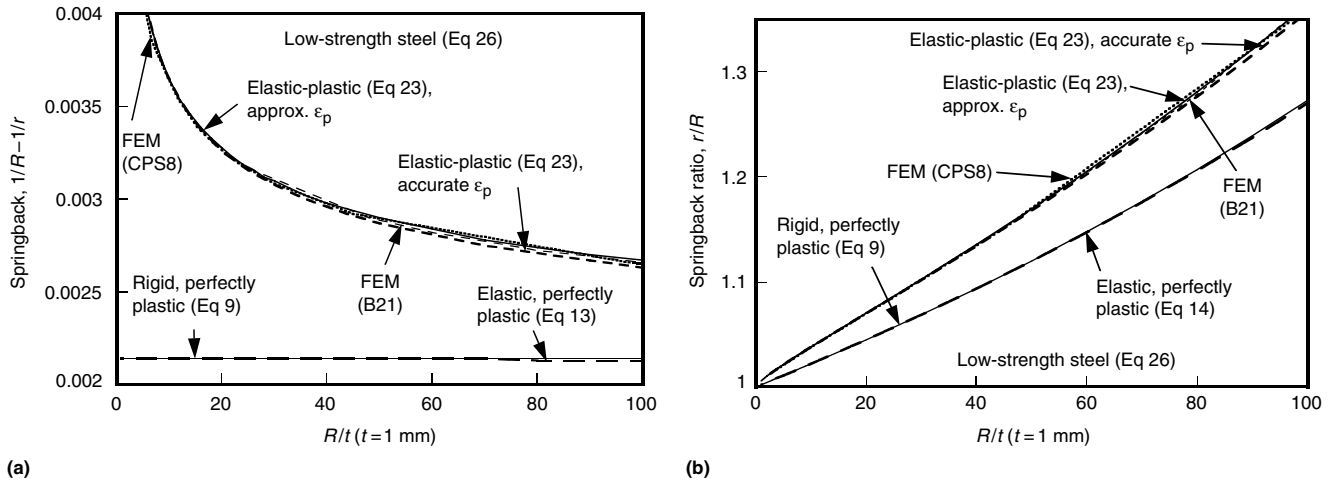 0.004
0.0035
0.003
0.0025
0.002
Springback, 1/R−1/r
Low-strength steel (Eq 26)
Elastic-plastic (Eq 23),
approx. εp
FEM
(CPS8)
Elastic-plastic (Eq 23),
accurate εp
FEM
(B21)
Rigid, perfectly
plastic (Eq 9)
Elastic, perfectly
plastic (Eq 13)
0 20 40 60 80 100
R/t (t = 1 mm)
(a)
1.3
1.2
1.1
1
Springback ratio, r/R
Elastic-plastic (Eq 23), accurate εp
Elastic-plastic (Eq 23),
approx. εp
FEM (CPS8)
FEM
(B21)
Rigid, perfectly
plastic (Eq 9)
Elastic, perfectly
plastic (Eq 14)
Low-strength steel (Eq 26)
0 20 40 60 80 100
R/t (t = 1 mm)
(b)